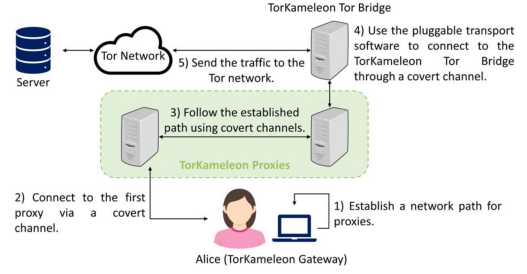 TorKameleon Tor Bridge
4) Use the pluggable transport
software to connect to the
TorKameleon Tor Bridge
through a covert channel.
Tor Network
5) Send the traffic to the
Tor network.
Server
3) Follow the established
path using covert channels.
TorKameleon Proxies
2) Connect to the first
proxy via a covert
channel.
1) Establish a network path for
proxies.
Alice (TorKameleon Gateway)